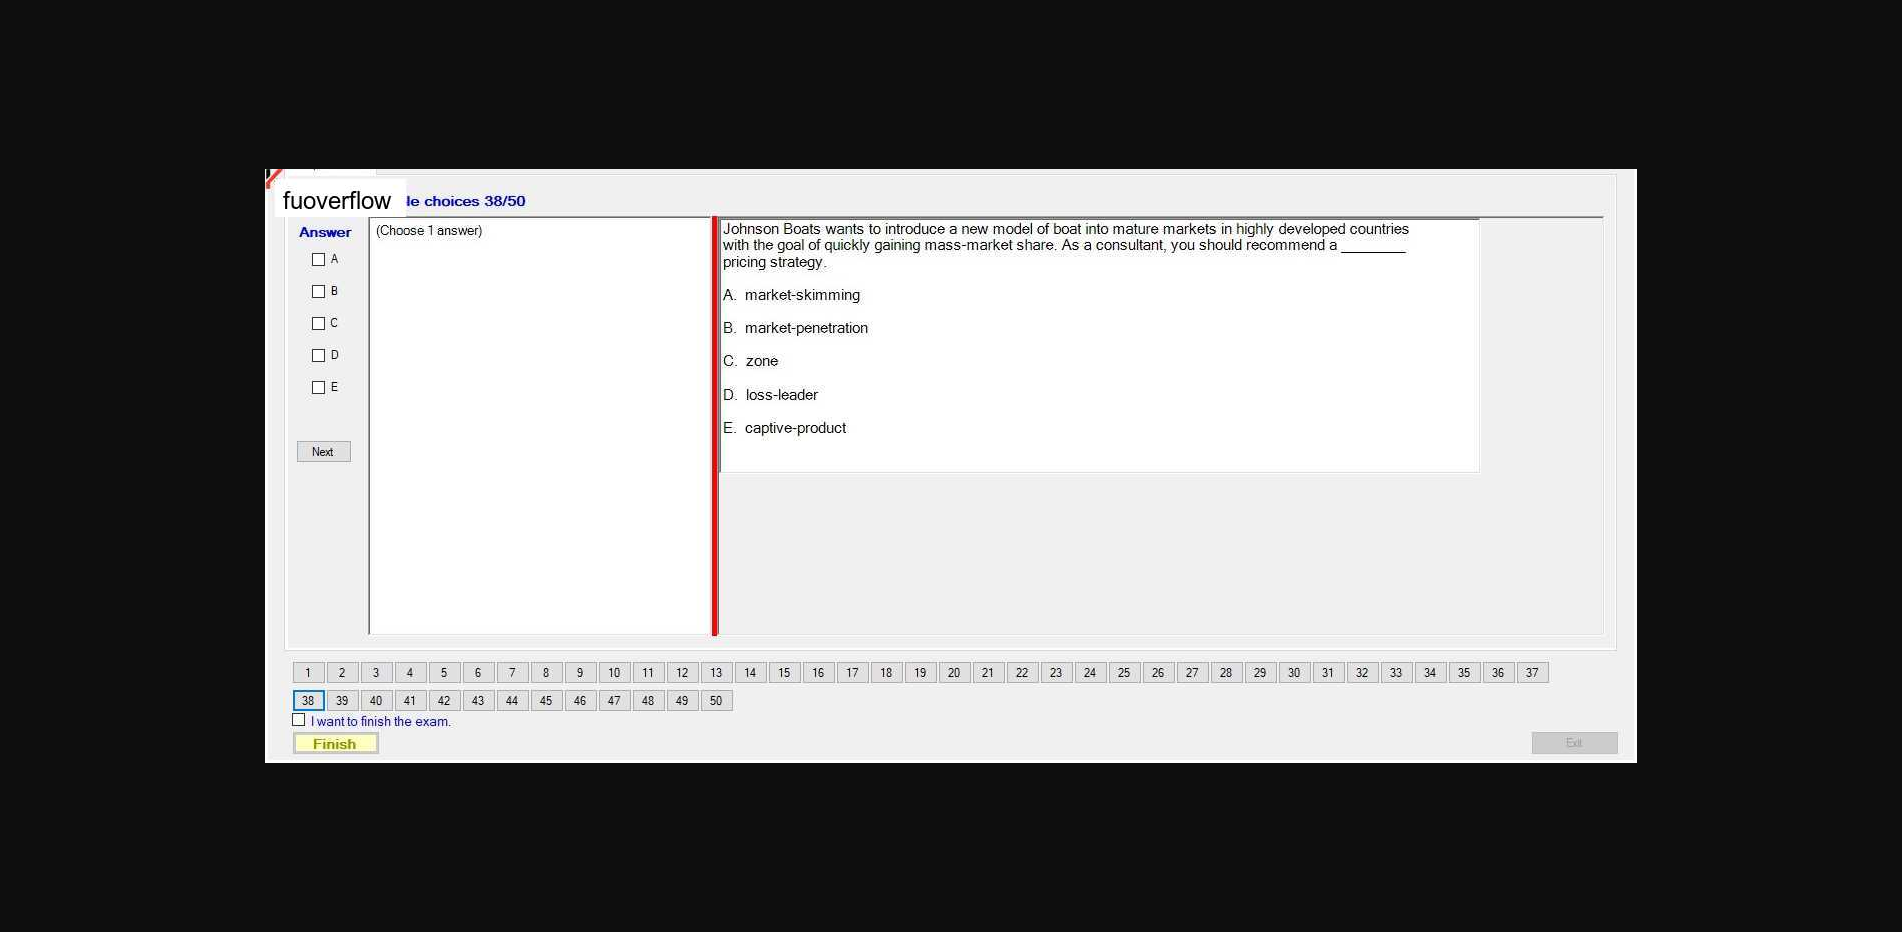 fuoverflow
le choices 38/50
Answer
(Choose 1 answer)
A
B
C
D
E
Next
Johnson Boats wants to introduce a new model of boat into mature markets in highly developed countries
with the goal of quickly gaining mass-market share. As a consultant, you should recommend a ________
pricing strategy.
A. market-skimming
B. market-penetration
C. zone
D. loss-leader
E. captive-product
1 2 3 4 5 6 7 8 9 10 11 12 13 14 15 16 17 18 19 20 21 22 23 24 25 26 27 28 29 30 31 32 33 34 35 36 37
38 39 40 41 42 43 44 45 46 47 48 49 50
I want to finish the exam.
Finish
Exit